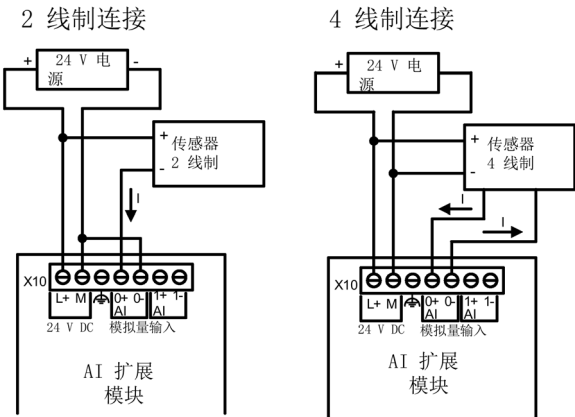 2 线制连接
+ 24 V 电源 -
+ 传感器
- 2 线制
I
X10
L+ M 0+ 0- 1+ 1-
AI AI
24 V DC 模拟量输入
AI 扩展
模块
4 线制连接
+ 24 V 电源 -
+ 传感器
- 4 线制
I
I
X10
L+ M 0+ 0- 1+ 1-
AI AI
24 V DC 模拟量输入
AI 扩展
模块